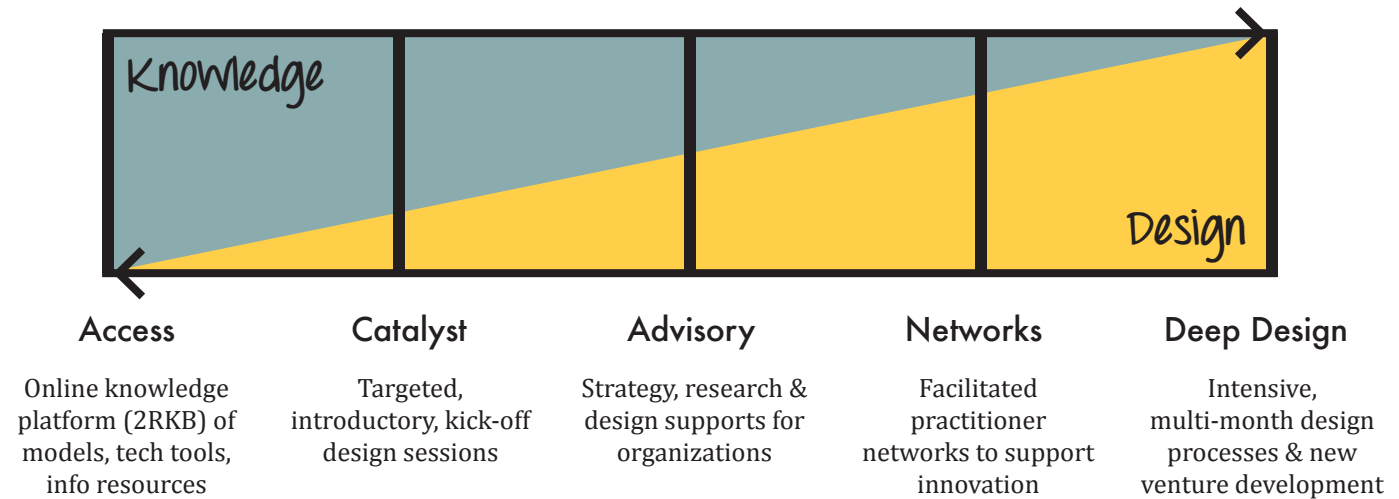 Knowledge
Design
Access
Online knowledge
platform (2RKB) of
models, tech tools,
info resources
Catalyst
Targeted,
introductory, kick-off
design sessions
Advisory
Strategy, research &
design supports for
organizations
Networks
Facilitated
practitioner
networks to support
innovation
Deep Design
Intensive,
multi-month design
processes & new
venture development